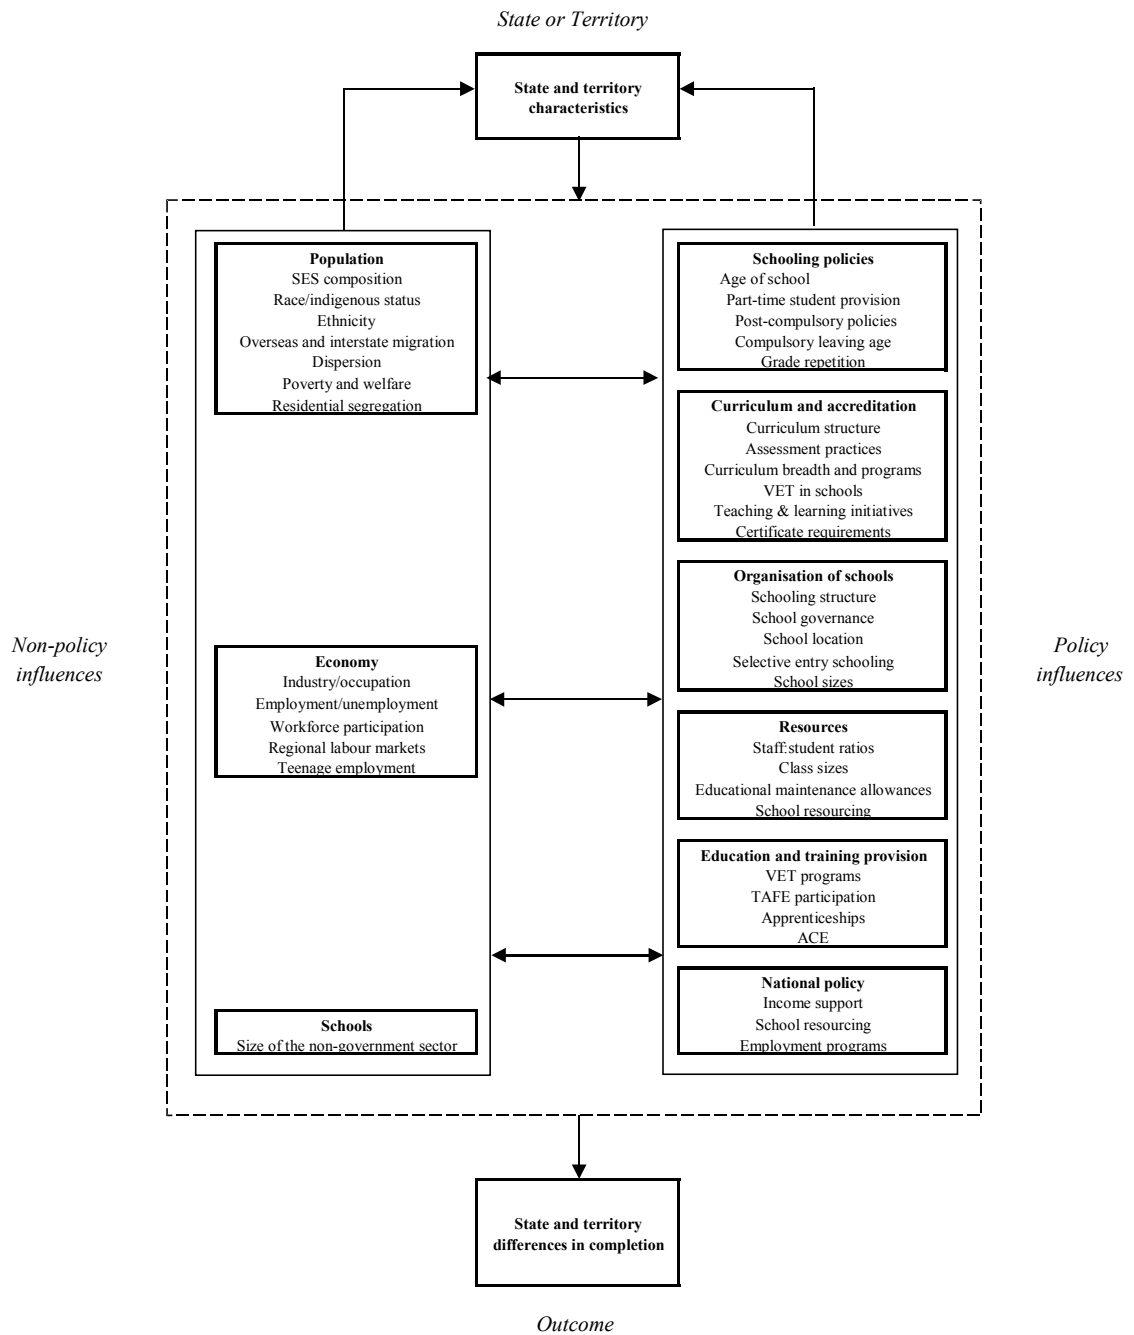 State or Territory
State and territory
characteristics
Population
SES composition
Race/indigenous status
Ethnicity
Overseas and interstate migration
Dispersion
Poverty and welfare
Residential segregation
Economy
Industry/occupation
Employment/unemployment
Workforce participation
Regional labour markets
Teenage employment
Schools
Size of the non-government sector
Schooling policies
Age of school
Part-time student provision
Post-compulsory policies
Compulsory leaving age
Grade repetition
Curriculum and accreditation
Curriculum structure
Assessment practices
Curriculum breadth and programs
VET in schools
Teaching & learning initiatives
Certificate requirements
Organisation of schools
Schooling structure
School governance
School location
Selective entry schooling
School sizes
Resources
Staff:student ratios
Class sizes
Educational maintenance allowances
School resourcing
Education and training provision
VET programs
TAFE participation
Apprenticeships
ACE
National policy
Income support
School resourcing
Employment programs
Non-policy
influences
Policy
influences
State and territory
differences in completion
Outcome